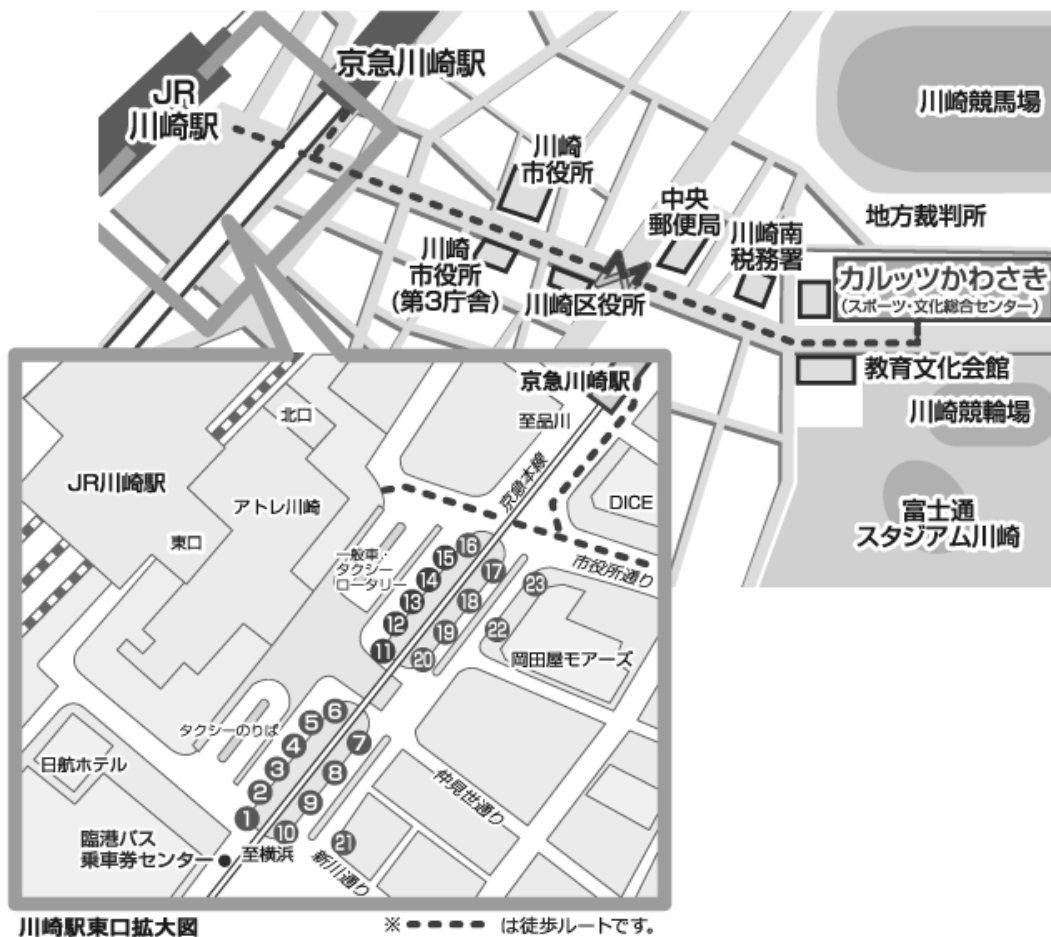 京急川崎駅
JR
川崎駅
川崎競馬場
川崎
市役所
中央
郵便局
地方裁判所
川崎南
税務署
川崎
市役所
(第3庁舎)
川崎区役所
カルッツかわさき
(スポーツ・文化総合センター)
教育文化会館
川崎競輪場
富士通
スタジアム川崎
京急川崎駅
至品川
北口
京急本線
JR川崎駅
アトレ川崎
DICE
東口
一般車・
タクシー
ロータリー
市役所通り
16
15
17
14
23
13
18
12
19
22
11
20
岡田屋モアーズ
タクシーのりば
6
5
7
4
日航ホテル
3
8
仲見世通り
2
9
1
10
21
臨港バス
乗車券センター
至横浜
新川通り
川崎駅東口拡大図
※ は徒歩ルートです。